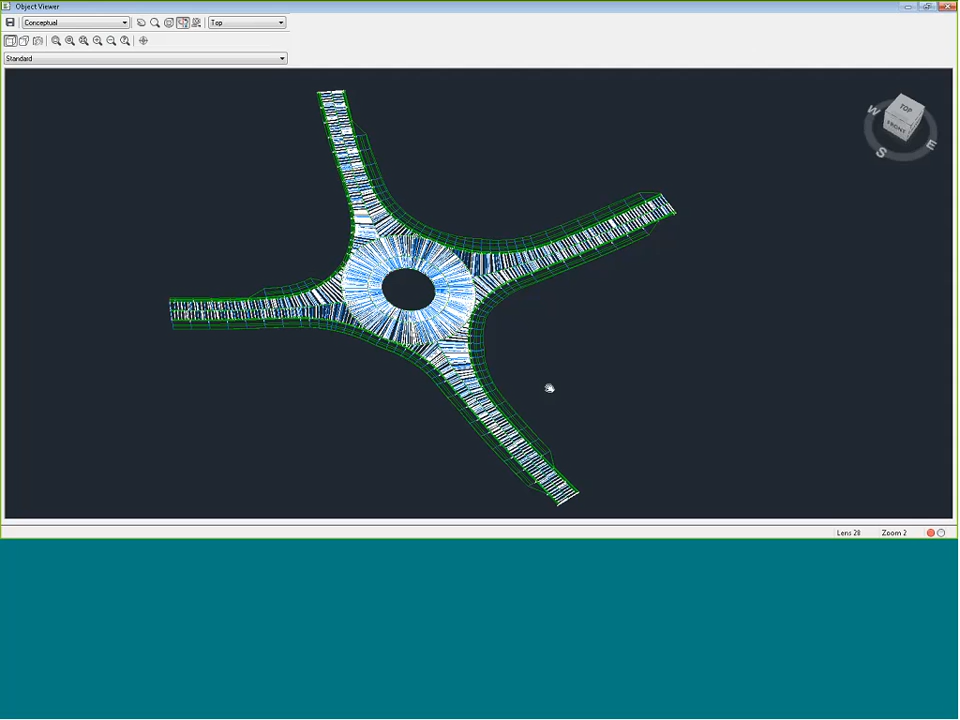 Object Viewer
Conceptual
Top
Standard
TOP
FRONT
W
E
S
Lens 28
Zoom 2